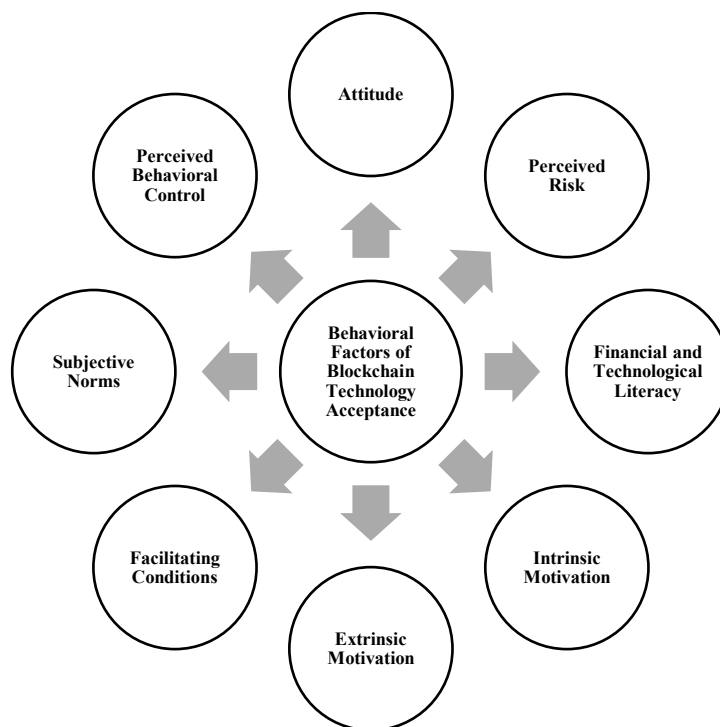 Attitude
Perceived
Behavioral
Control
Perceived
Risk
Subjective
Norms
Behavioral
Factors of
Blockchain
Technology
Acceptance
Financial and
Technological
Literacy
Facilitating
Conditions
Intrinsic
Motivation
Extrinsic
Motivation